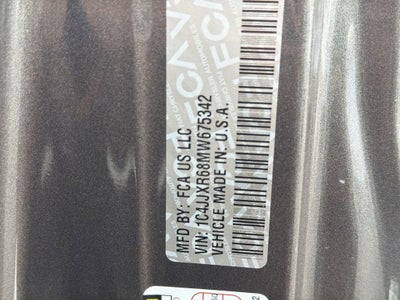 MFD BY: FCA US LLC
VIN: 1C4JJXR68MW675342
VEHICLE MADE IN: U.S.A.